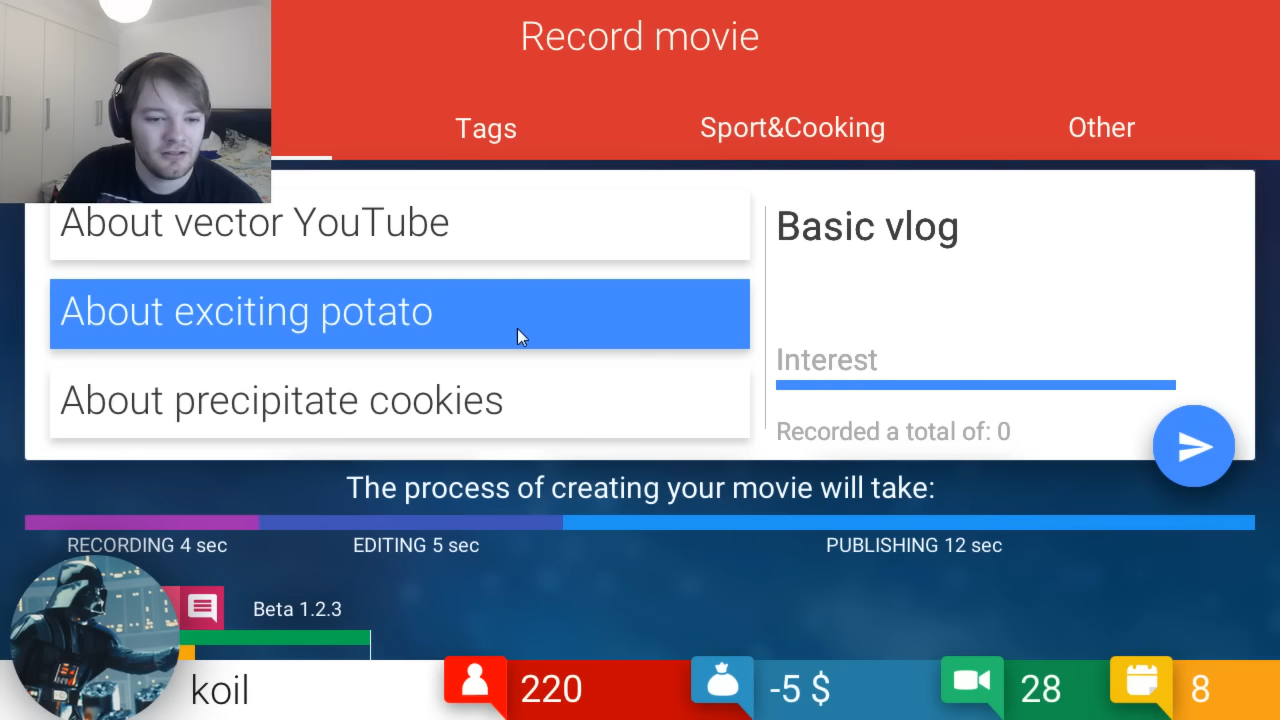 Record movie
Tags
Sport&Cooking
Other
About vector YouTube
About exciting potato
About precipitate cookies
Basic vlog
Interest
Recorded a total of: 0
The process of creating your movie will take:
RECORDING 4 sec
EDITING 5 sec
PUBLISHING 12 sec
Beta 1.2.3
koil
220
-5 $
28
8